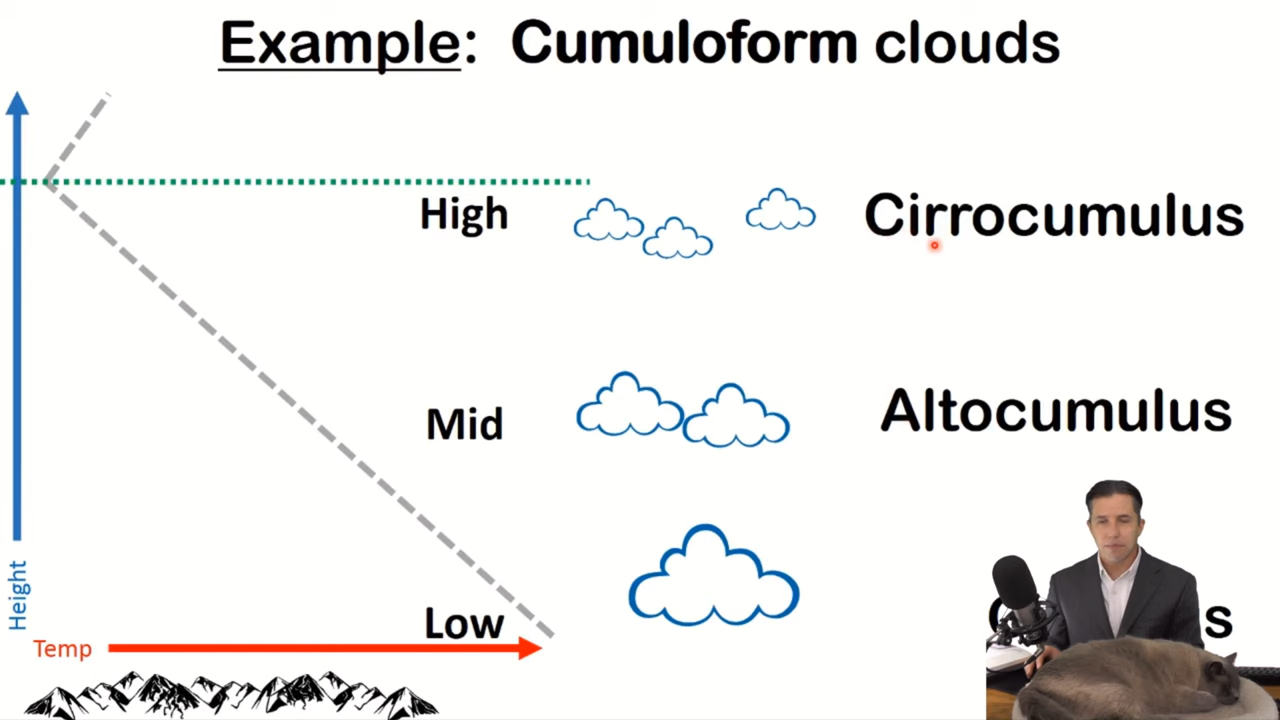 Example: Cumuloform clouds
High
Cirrocumulus
Mid
Altocumulus
Low
Height
Temp